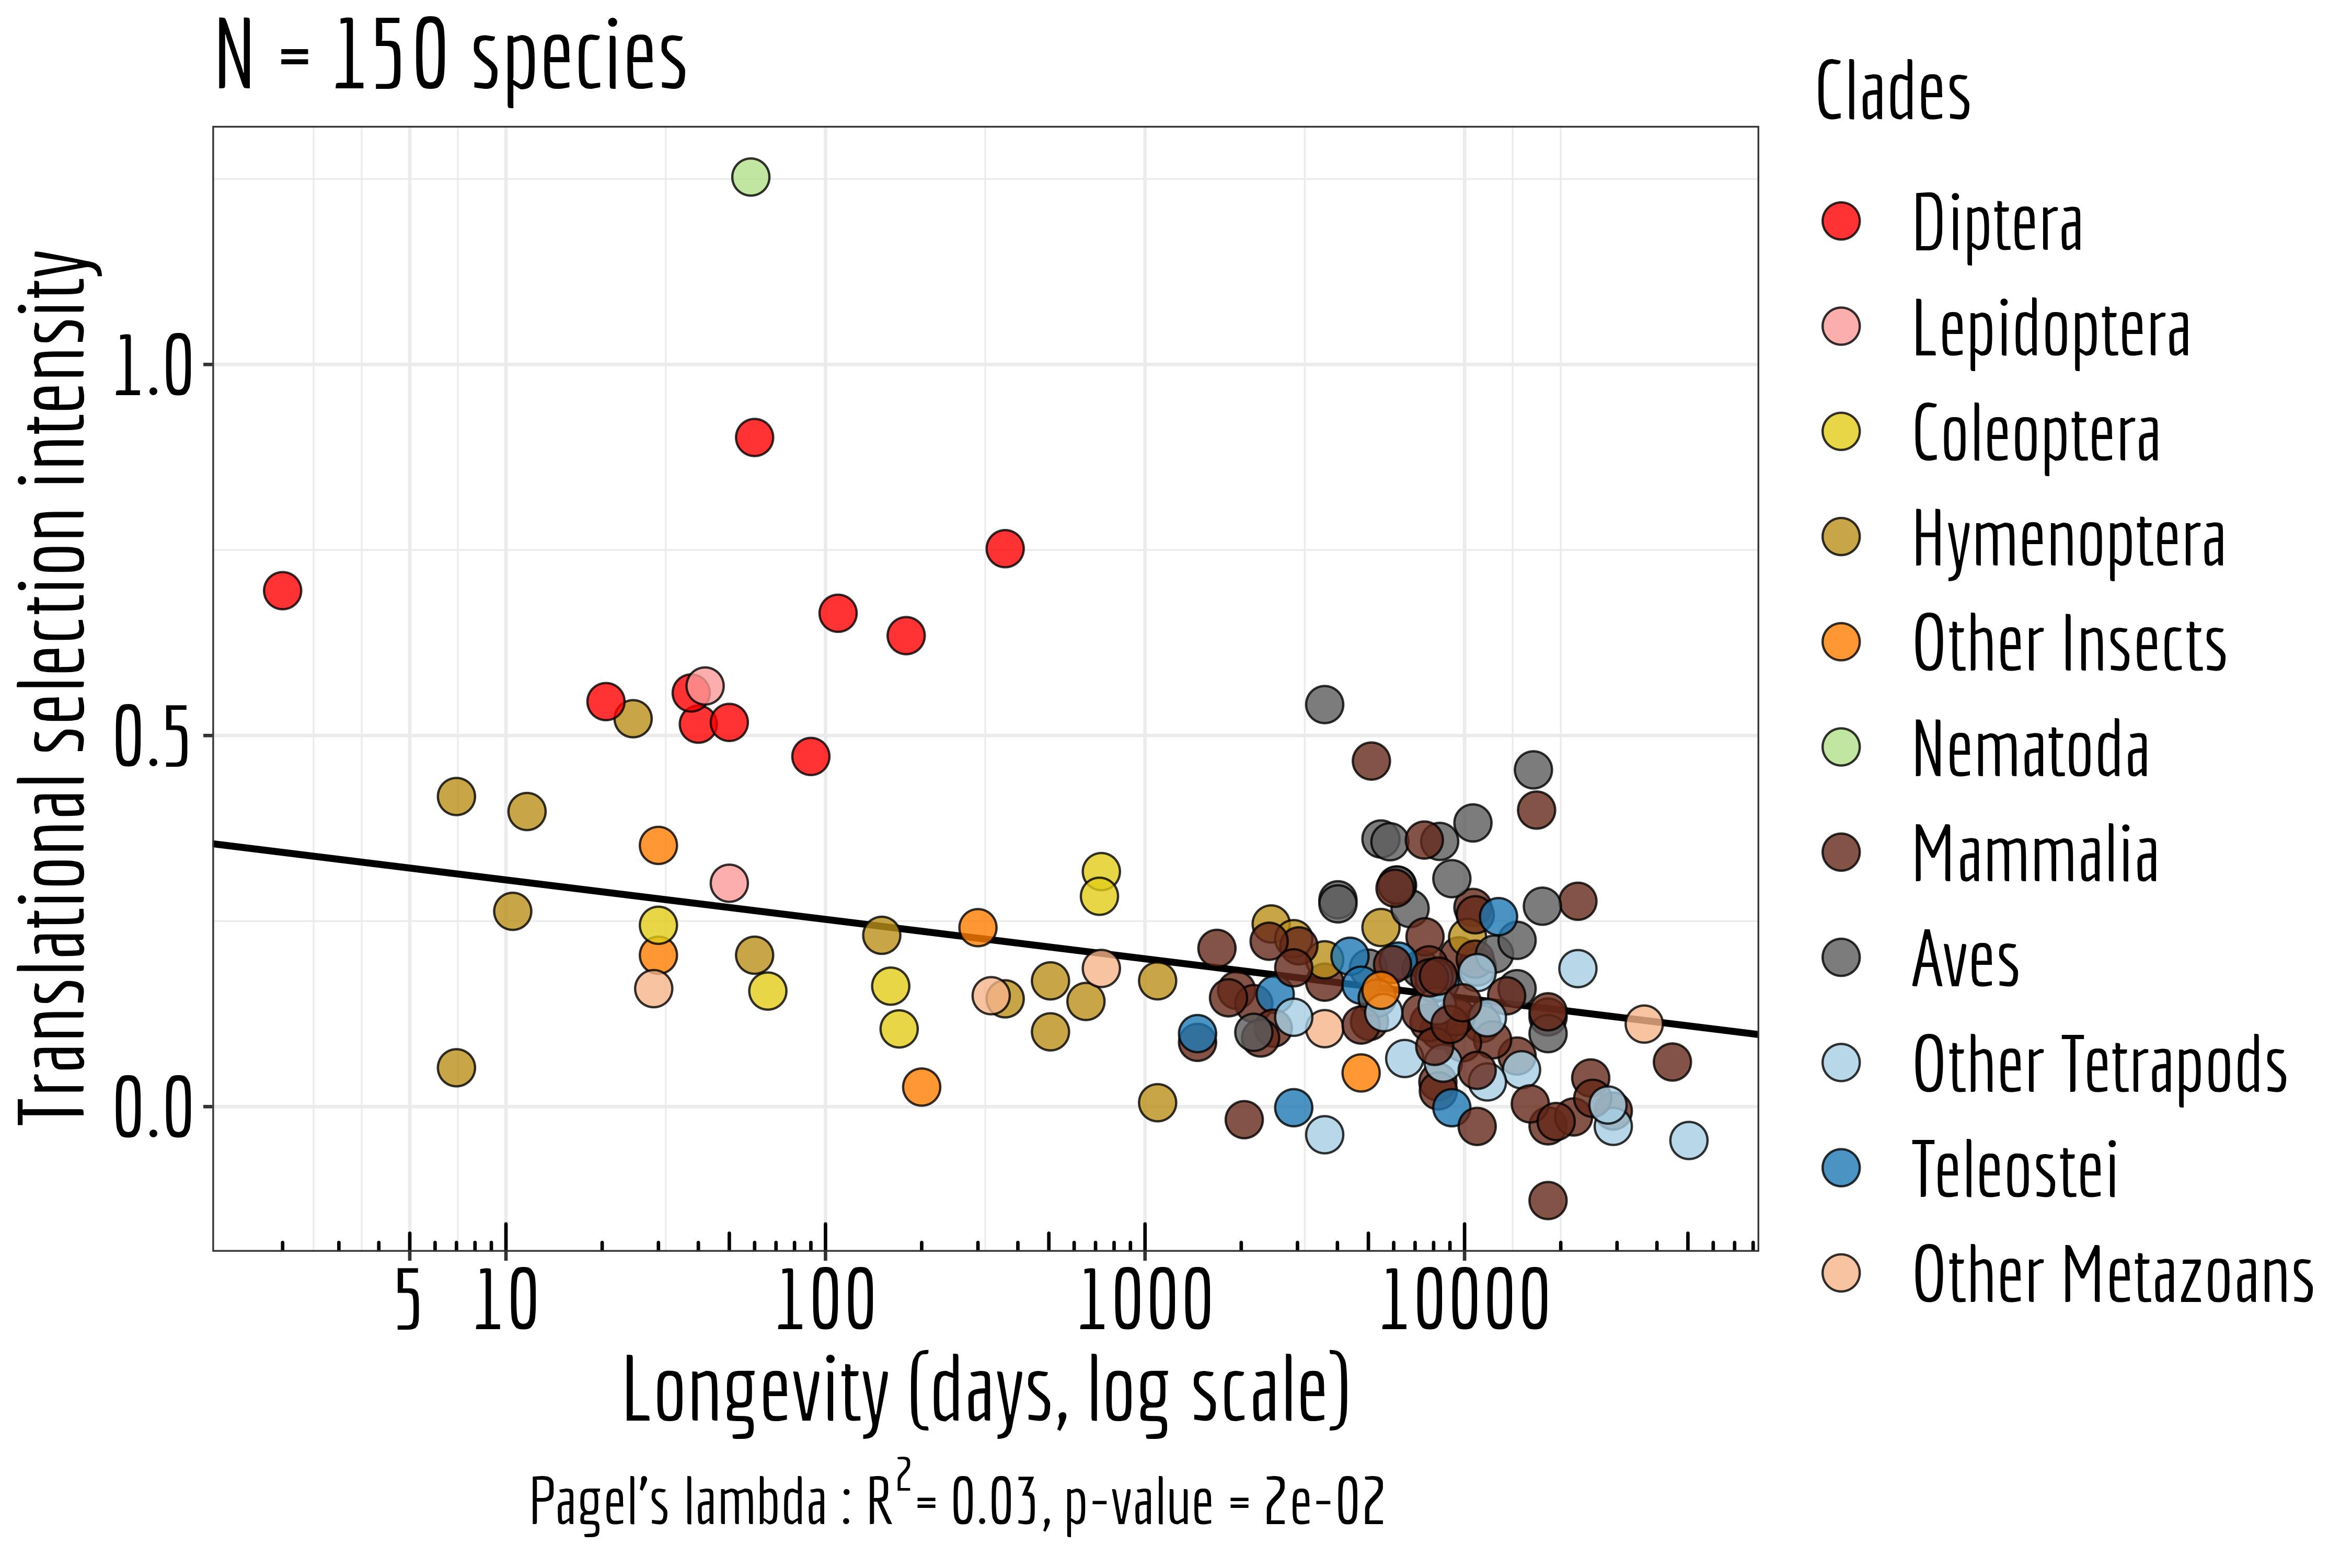 N = 150 species
Translational selection intensity
1.0
0.5
0.0
5 10 100 1000 10000
Longevity (days, log scale)
Pagel's lambda : R² = 0.03, p-value = 2e-02
Clades
Diptera
Lepidoptera
Coleoptera
Hymenoptera
Other Insects
Nematoda
Mammalia
Aves
Other Tetrapods
Teleostei
Other Metazoans